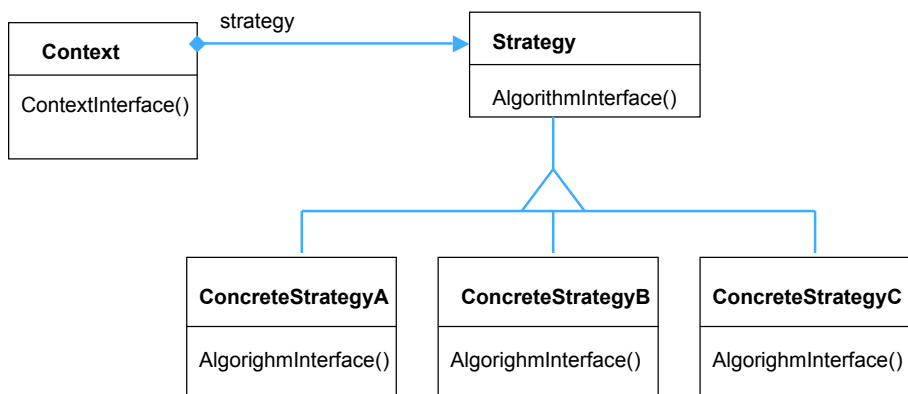 strategy
Context
ContextInterface()
Strategy
AlgorithmInterface()
ConcreteStrategyA
AlgorighmInterface()
ConcreteStrategyB
AlgorighmInterface()
ConcreteStrategyC
AlgorighmInterface()